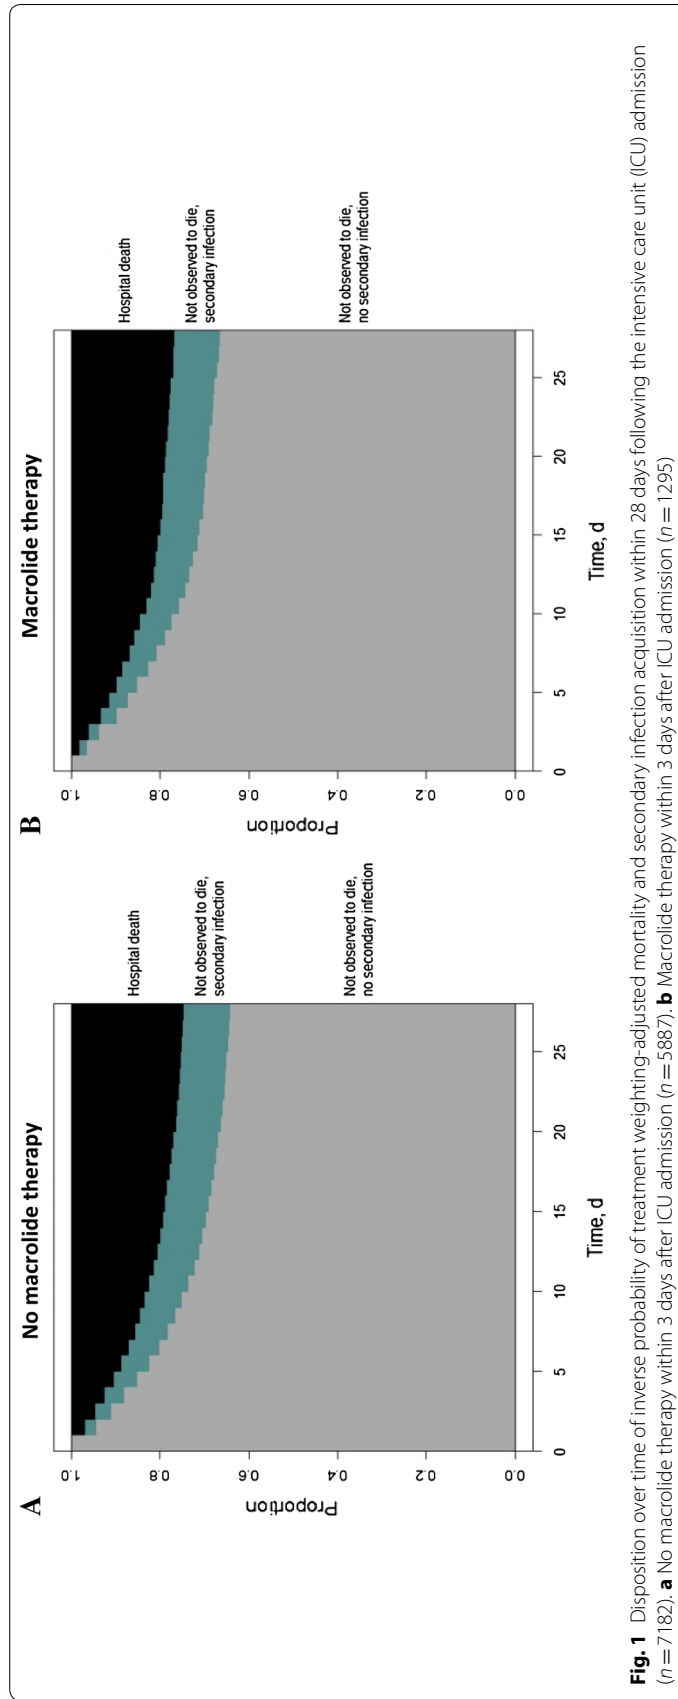 A
No macrolide therapy
Proportion
1.0
0.8
0.6
0.4
0.2
0.0
0
5
10
15
20
25
Time, d
Hospital death
Not observed to die,
secondary infection
Not observed to die,
no secondary infection
B
Macrolide therapy
Proportion
1.0
0.8
0.6
0.4
0.2
0.0
0
5
10
15
20
25
Time, d
Hospital death
Not observed to die,
secondary infection
Not observed to die,
no secondary infection
Fig. 1 Disposition over time of inverse probability of treatment weighting-adjusted mortality and secondary infection acquisition within 28 days following the intensive care unit (ICU) admission
(n = 7182). a No macrolide therapy within 3 days after ICU admission (n = 5887). b Macrolide therapy within 3 days after ICU admission (n = 1295)